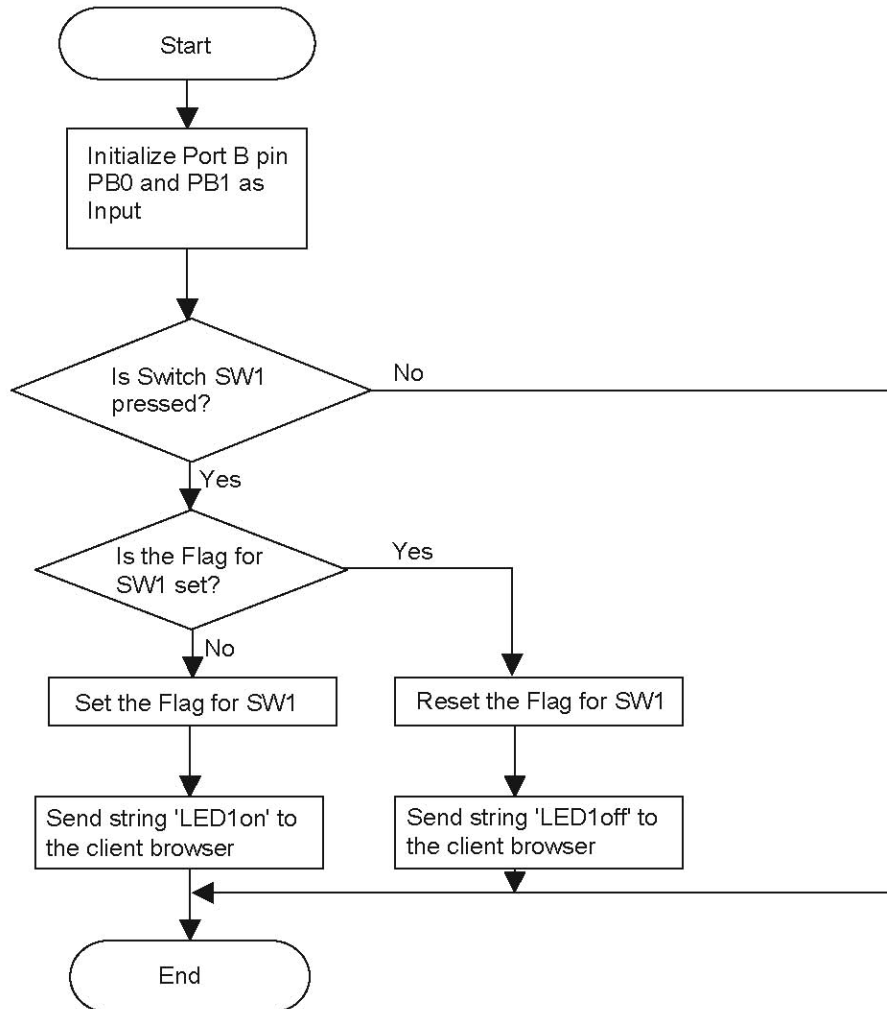 Start
Initialize Port B pin
PB0 and PB1 as
Input
Is Switch SW1
pressed?
No
Yes
Is the Flag for
SW1 set?
Yes
No
Set the Flag for SW1
Reset the Flag for SW1
Send string 'LED1on' to
the client browser
Send string 'LED1off' to
the client browser
End